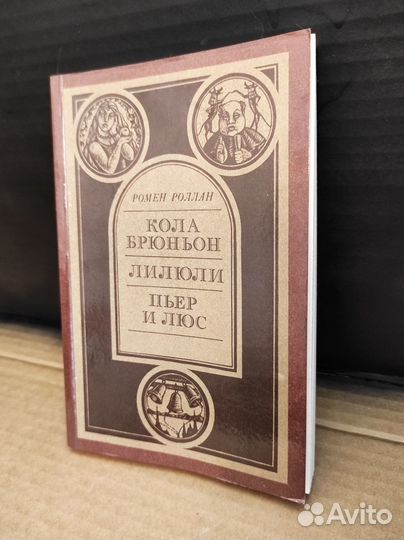 РОМЕН РОЛЛАН
КОЛА
БРЮНЬОН
ЛИЛЮЛИ
ПЬЕР
И ЛЮС
Avito